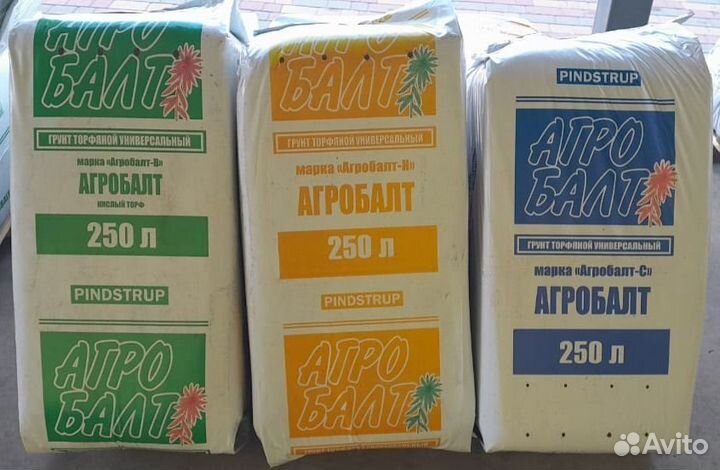 АГРО
БАЛТ
ГРУНТ ТОРФЯНОЙ УНИВЕРСАЛЬНЫЙ
марка «Агробалт-В»
АГРОБАЛТ
КИСЛЫЙ ТОРФ
250 л
PINDSTRUP
АГРО
БАЛТ
БАЛТ
марка «Агробалт-Н»
ГРУНТ ТОРФЯНОЙ УНИВЕРСАЛЬНЫЙ
АГРОБАЛТ
250 л
PINDSTRUP
АГРО
БАЛТ
PINDSTRUP
АГРО
БАЛТ
ГРУНТ ТОРФЯНОЙ УНИВЕРСАЛЬНЫЙ
марка «Агробалт-С»
АГРОБАЛТ
250 л
Avito